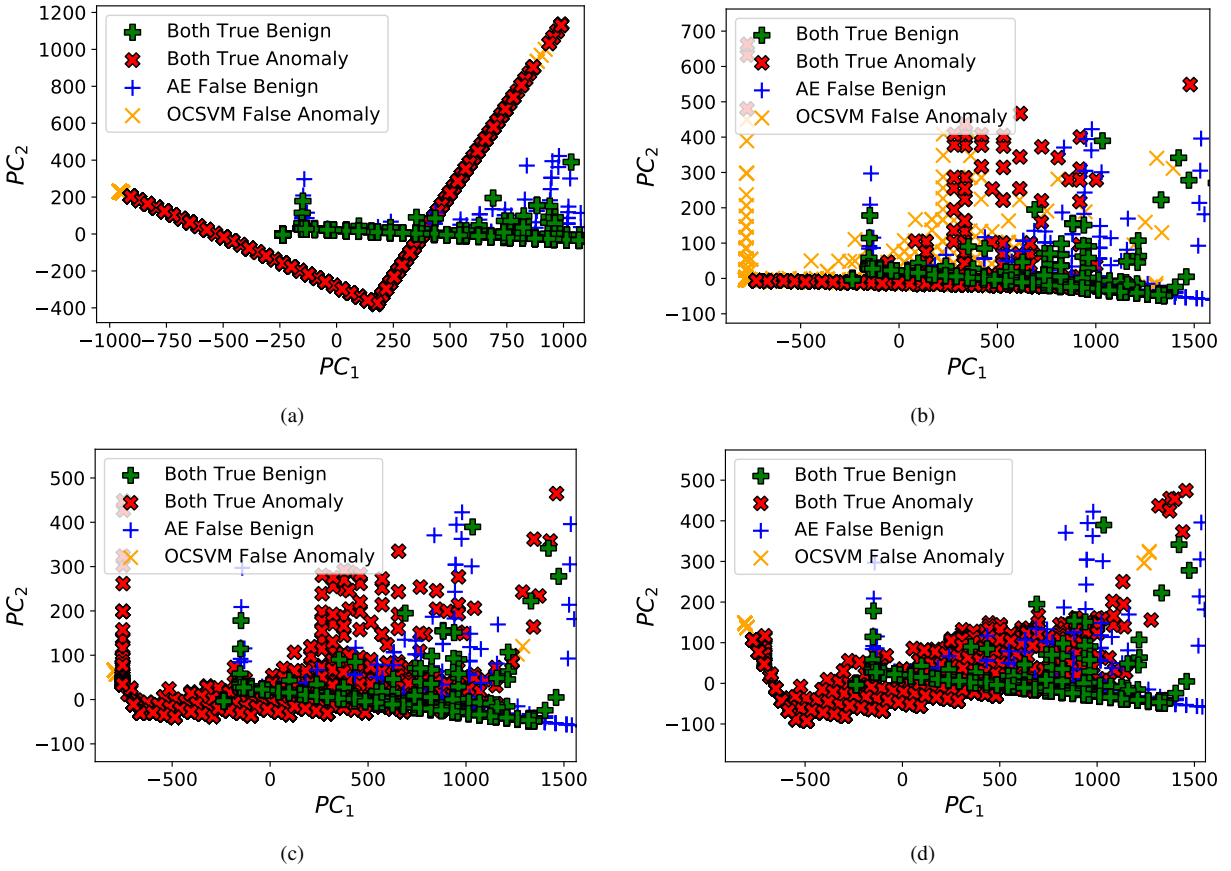 1200
1000
800
600
400
200
0
−200
−400
PC₂
Both True Benign
Both True Anomaly
AE False Benign
OCSVM False Anomaly
−1000 −750 −500 −250 0 250 500 750 1000
PC₁
(a)
700
600
500
400
300
200
100
0
−100
PC₂
Both True Benign
Both True Anomaly
AE False Benign
OCSVM False Anomaly
−500 0 500 1000 1500
PC₁
(b)
500
400
300
200
100
0
−100
PC₂
Both True Benign
Both True Anomaly
AE False Benign
OCSVM False Anomaly
−500 0 500 1000 1500
PC₁
(c)
500
400
300
200
100
0
−100
PC₂
Both True Benign
Both True Anomaly
AE False Benign
OCSVM False Anomaly
−500 0 500 1000 1500
PC₁
(d)